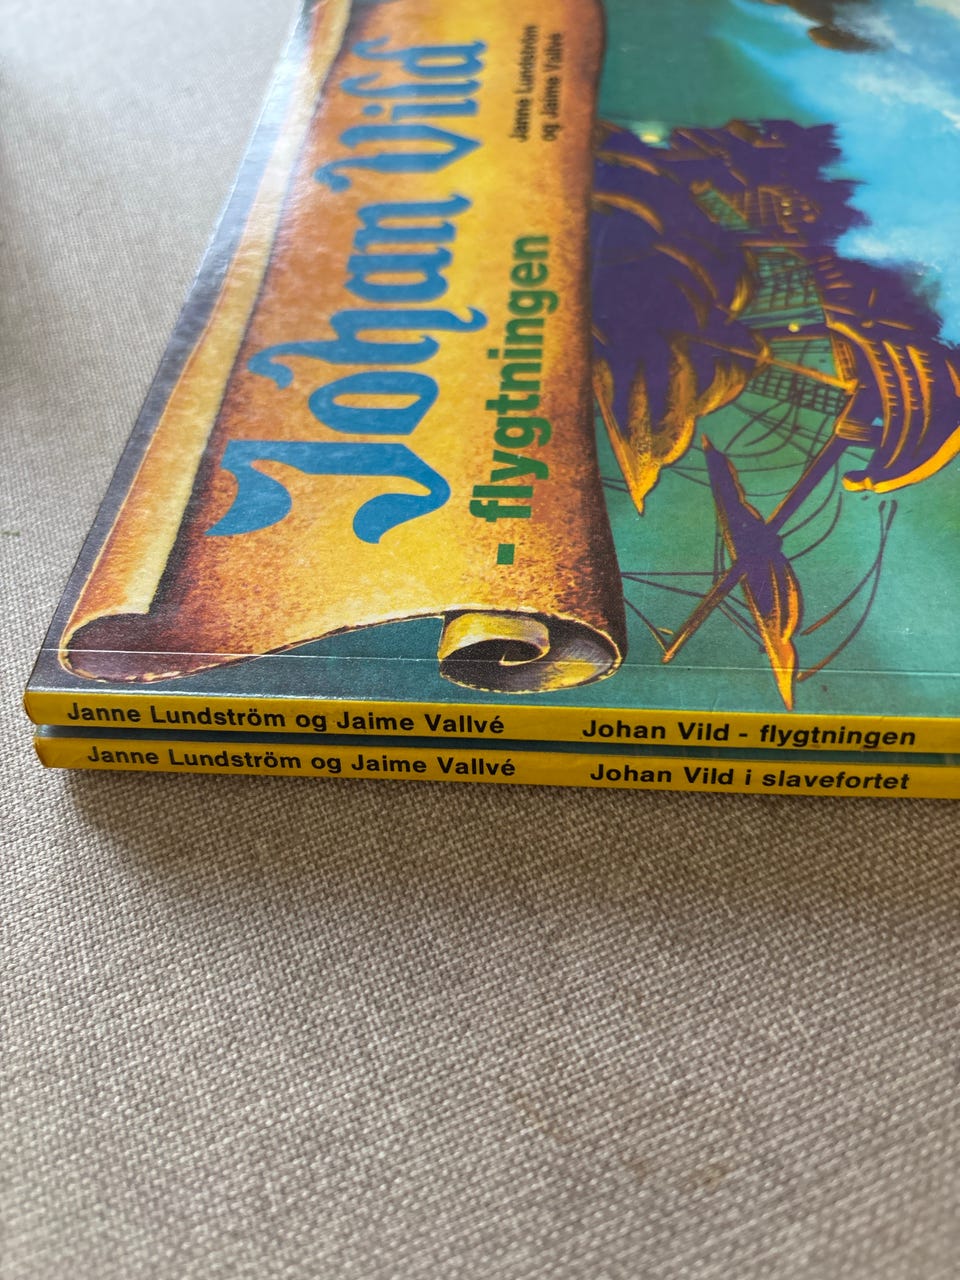 Johan Vild
Janne Lundström
og Jaime Vallvé
- flygtningen
Janne Lundström og Jaime Vallvé Johan Vild - flygtningen
Janne Lundström og Jaime Vallvé Johan Vild i slavefortet